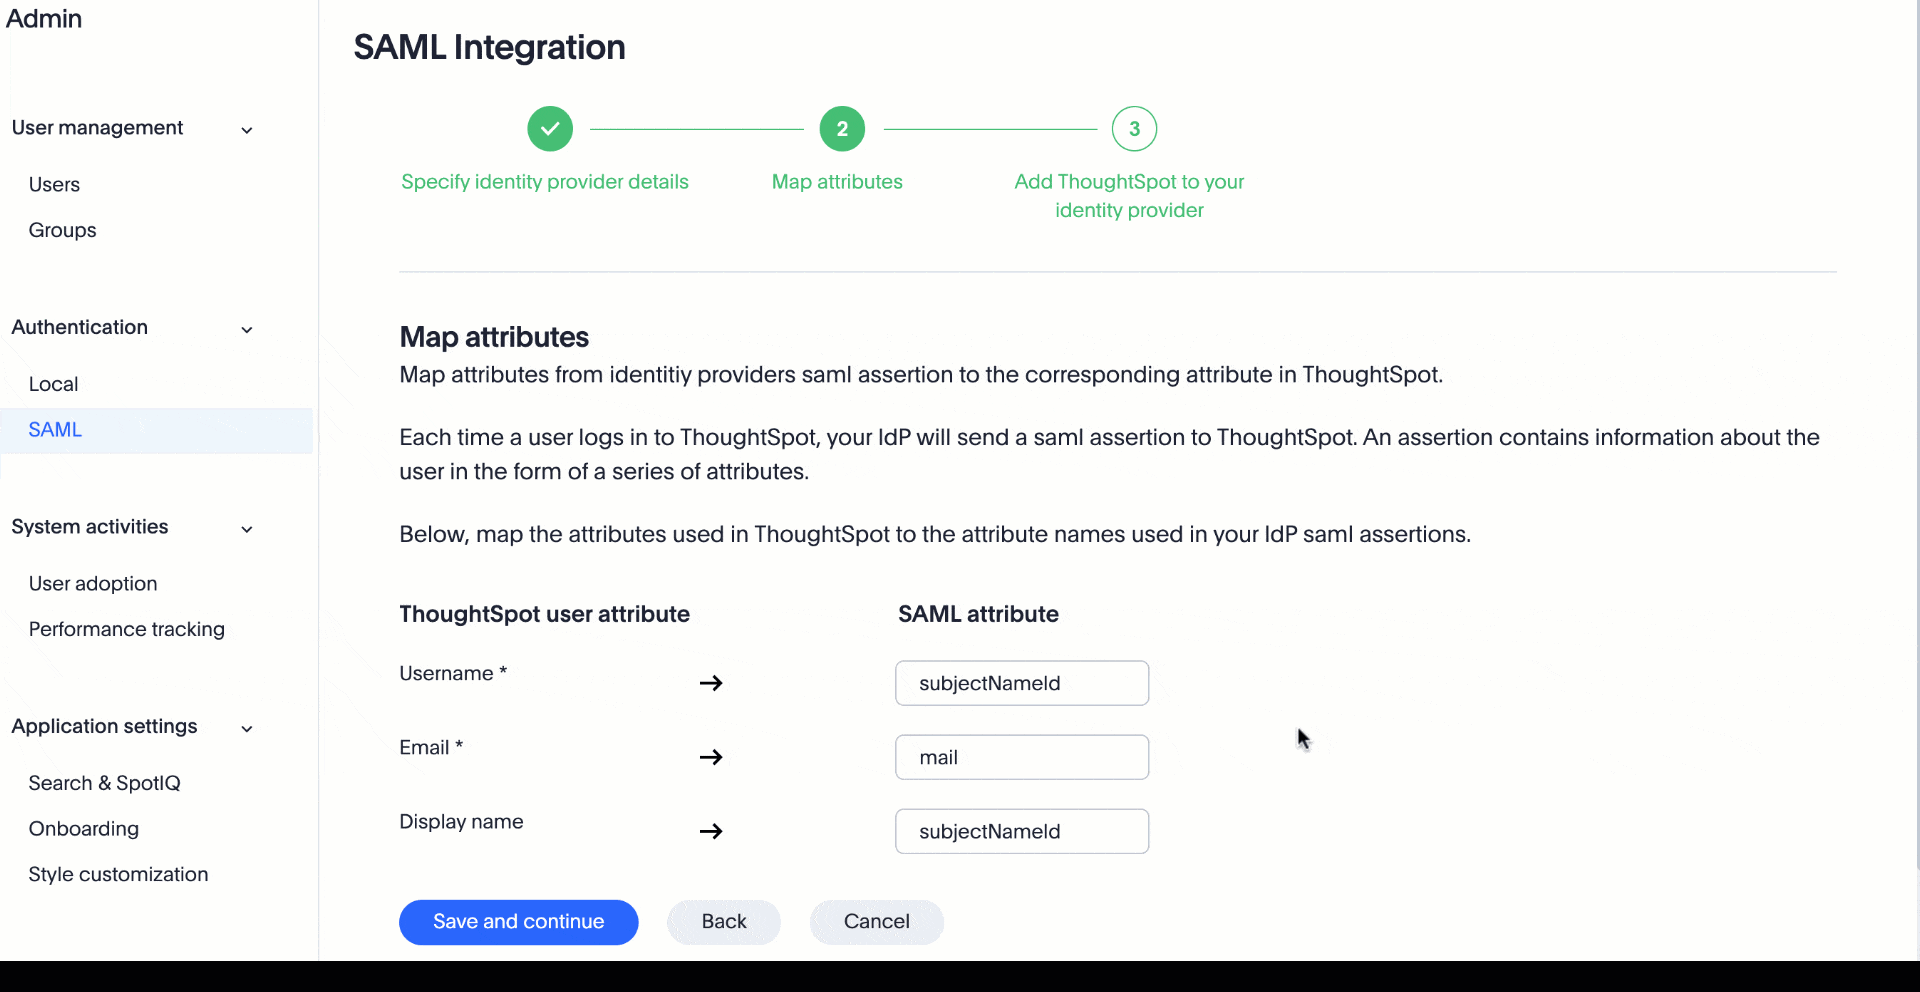 Admin
User management
Users
Groups
Authentication
Local
SAML
System activities
User adoption
Performance tracking
Application settings
Search & SpotIQ
Onboarding
Style customization
SAML Integration
2
3
Specify identity provider details
Map attributes
Add ThoughtSpot to your
identity provider
Map attributes
Map attributes from identitiy providers saml assertion to the corresponding attribute in ThoughtSpot.
Each time a user logs in to ThoughtSpot, your IdP will send a saml assertion to ThoughtSpot. An assertion contains information about the
user in the form of a series of attributes.
Below, map the attributes used in ThoughtSpot to the attribute names used in your IdP saml assertions.
ThoughtSpot user attribute
SAML attribute
Username *
subjectNameId
Email *
mail
Display name
subjectNameId
Save and continue
Back
Cancel